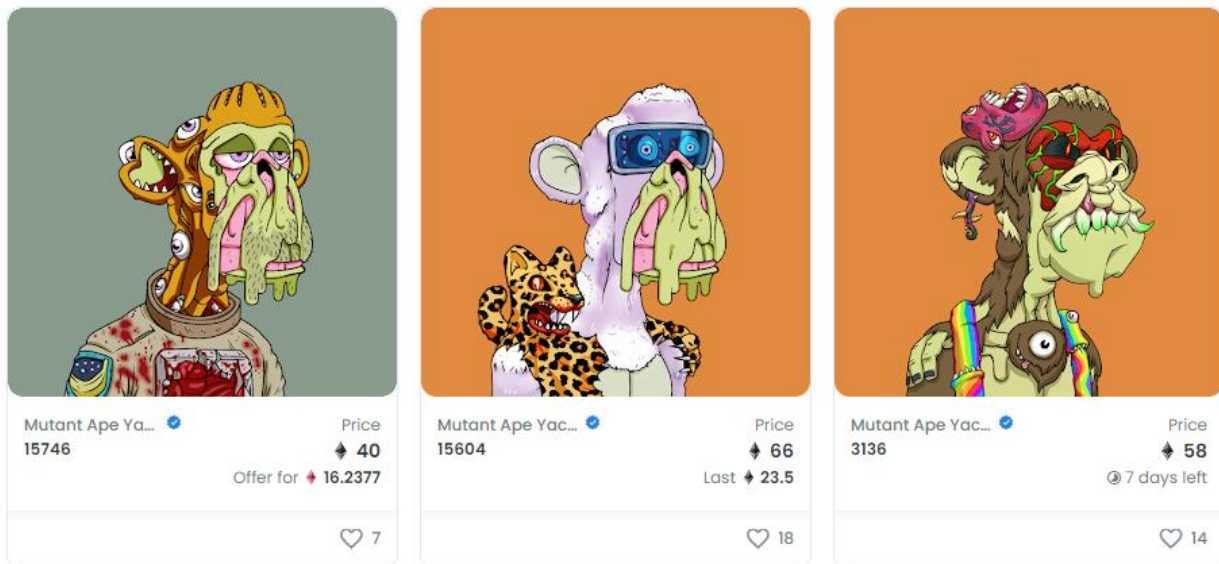 Mutant Ape Ya... Price
15746 40
Offer for 16.2377
7
Mutant Ape Yac... Price
15604 66
Last 23.5
18
Mutant Ape Yac... Price
3136 58
7 days left
14